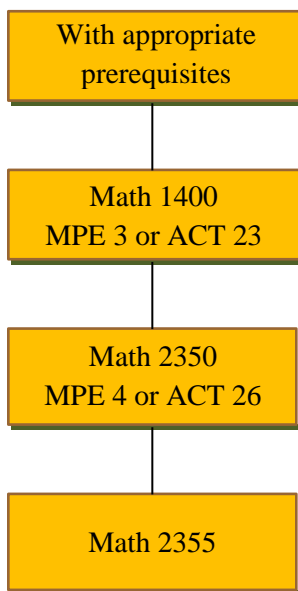 With appropriate
prerequisites
Math 1400
MPE 3 or ACT 23
Math 2350
MPE 4 or ACT 26
Math 2355